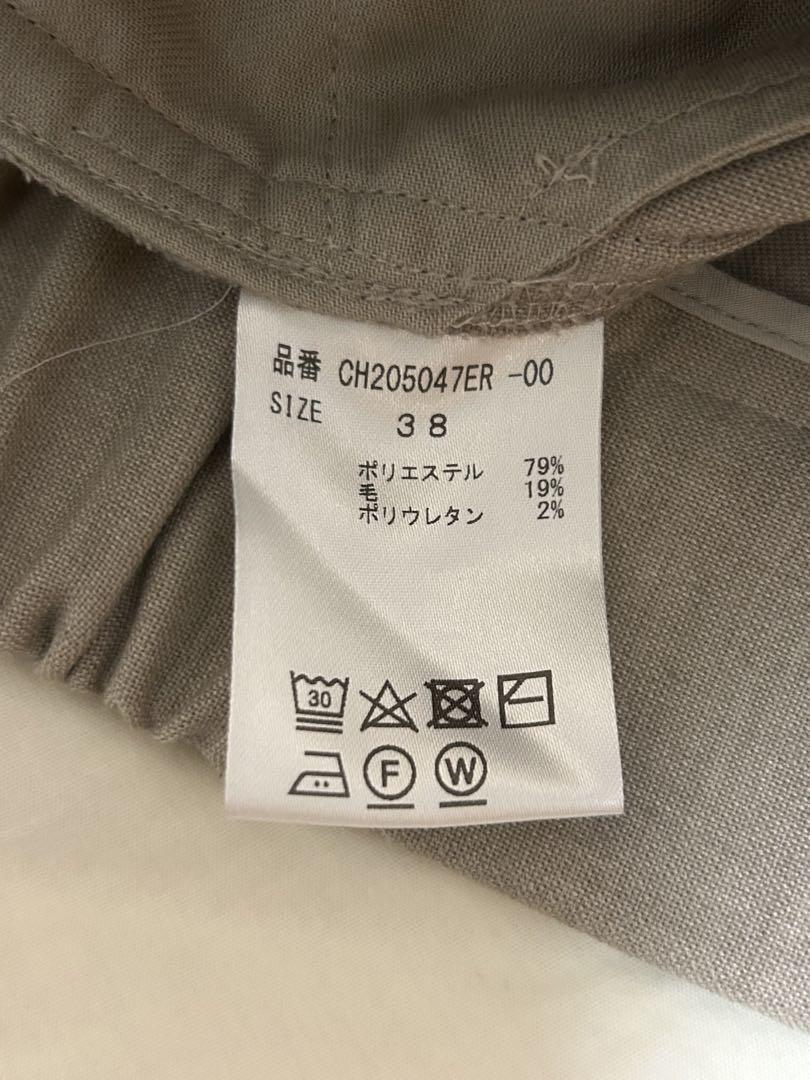 品番 CH205047ER -00
SIZE 38
ポリエステル 79%
毛 19%
ポリウレタン 2%
30
F W